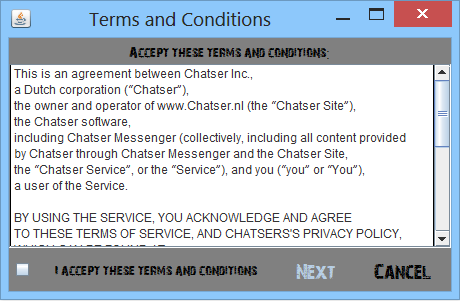 Terms and Conditions
Accept these terms and conditions:
This is an agreement between Chatser Inc.,
a Dutch corporation ("Chatser"),
the owner and operator of www.Chatser.nl (the "Chatser Site"),
the Chatser software,
including Chatser Messenger (collectively, including all content provided
by Chatser through Chatser Messenger and the Chatser Site,
the "Chatser Service", or the "Service"), and you ("you" or "You"),
a user of the Service.
BY USING THE SERVICE, YOU ACKNOWLEDGE AND AGREE
TO THESE TERMS OF SERVICE, AND CHATSERS'S PRIVACY POLICY,
I accept these terms and conditions
Next
Cancel